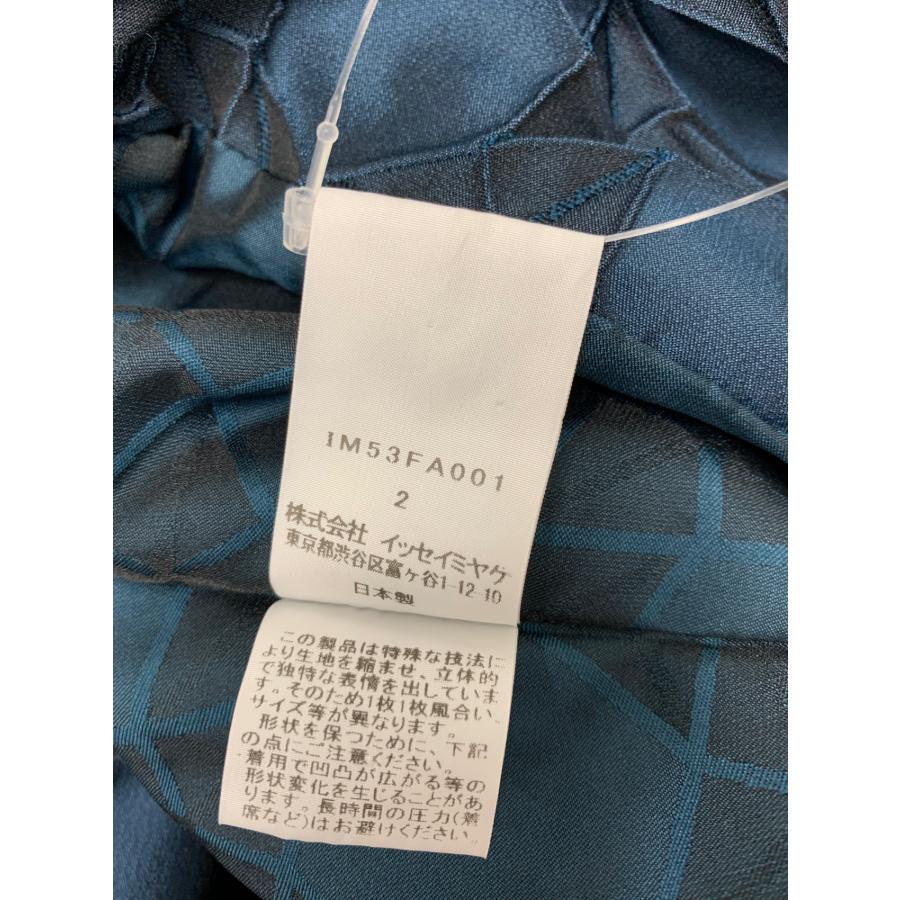 IM53FA001
2
株式会社 イッセイミヤケ
東京都渋谷区富ヶ谷1-12-10
日本製
この製品は特殊な技法に
より生地を縮ませ、立体的
で独特な表情を出していま
す。そのため1枚1枚風合い、
サイズ等が異なります。
形状を保つために、下記
の点にご注意ください。
・着用で凹凸が広がる等の
形状変化を生じることがあ
ります。長時間の圧力(着
席など)はお避けください。